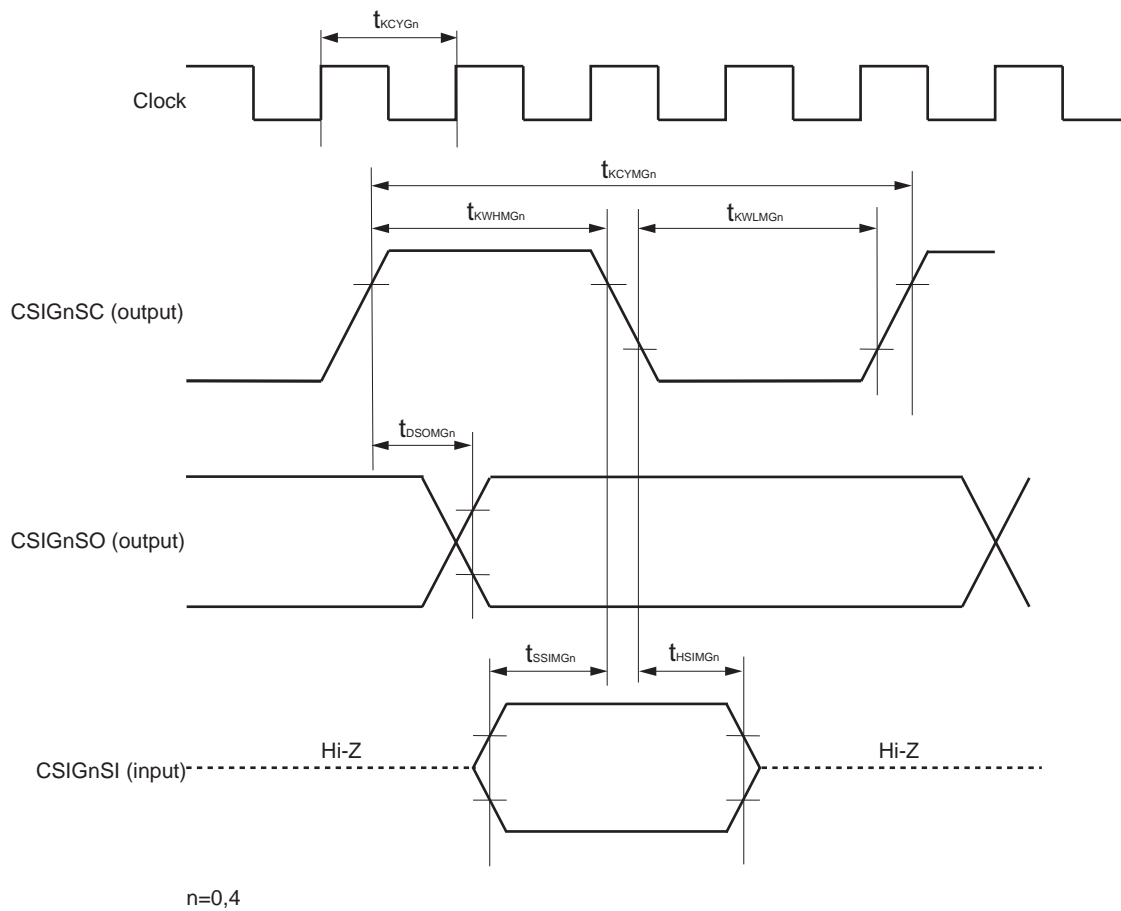 tKCYGn
Clock
tKCYMGn
tKWHMGn
tKWLMGn
CSIGnSC (output)
tDSOMGn
CSIGnSO (output)
tSSIMGn
tHSIMGn
Hi-Z
Hi-Z
CSIGnSI (input)
n=0,4